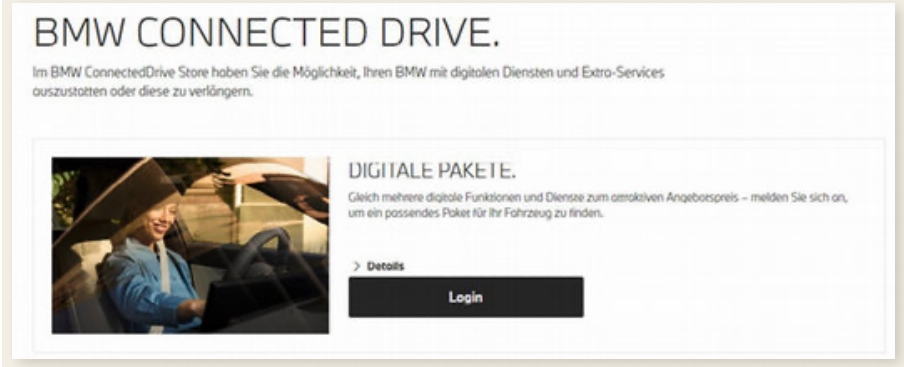 BMW CONNECTED DRIVE.
Im BMW ConnectedDrive Store haben Sie die Möglichkeit, Ihren BMW mit digitalen Diensten und Extra-Services
auszustatten oder diese zu verlängern.
DIGITALE PAKETE.
Gleich mehrere digitale Funktionen und Dienste zum attraktiven Angebotspreis – melden Sie sich an,
um ein passendes Paket für Ihr Fahrzeug zu finden.
> Details
Login